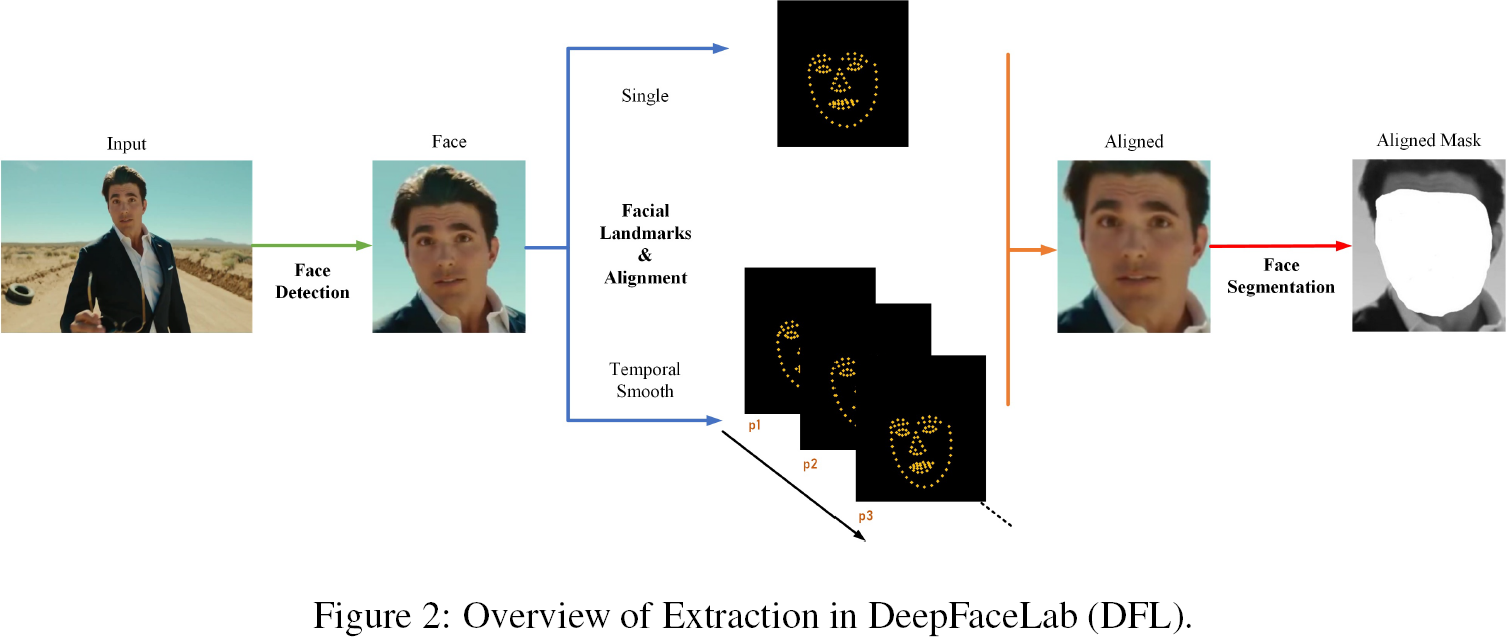 Input
Face
Detection
Face
Single
Facial
Landmarks
&
Alignment
Temporal
Smooth
p1
p2
p3
Aligned
Face
Segmentation
Aligned Mask
Figure 2: Overview of Extraction in DeepFaceLab (DFL).